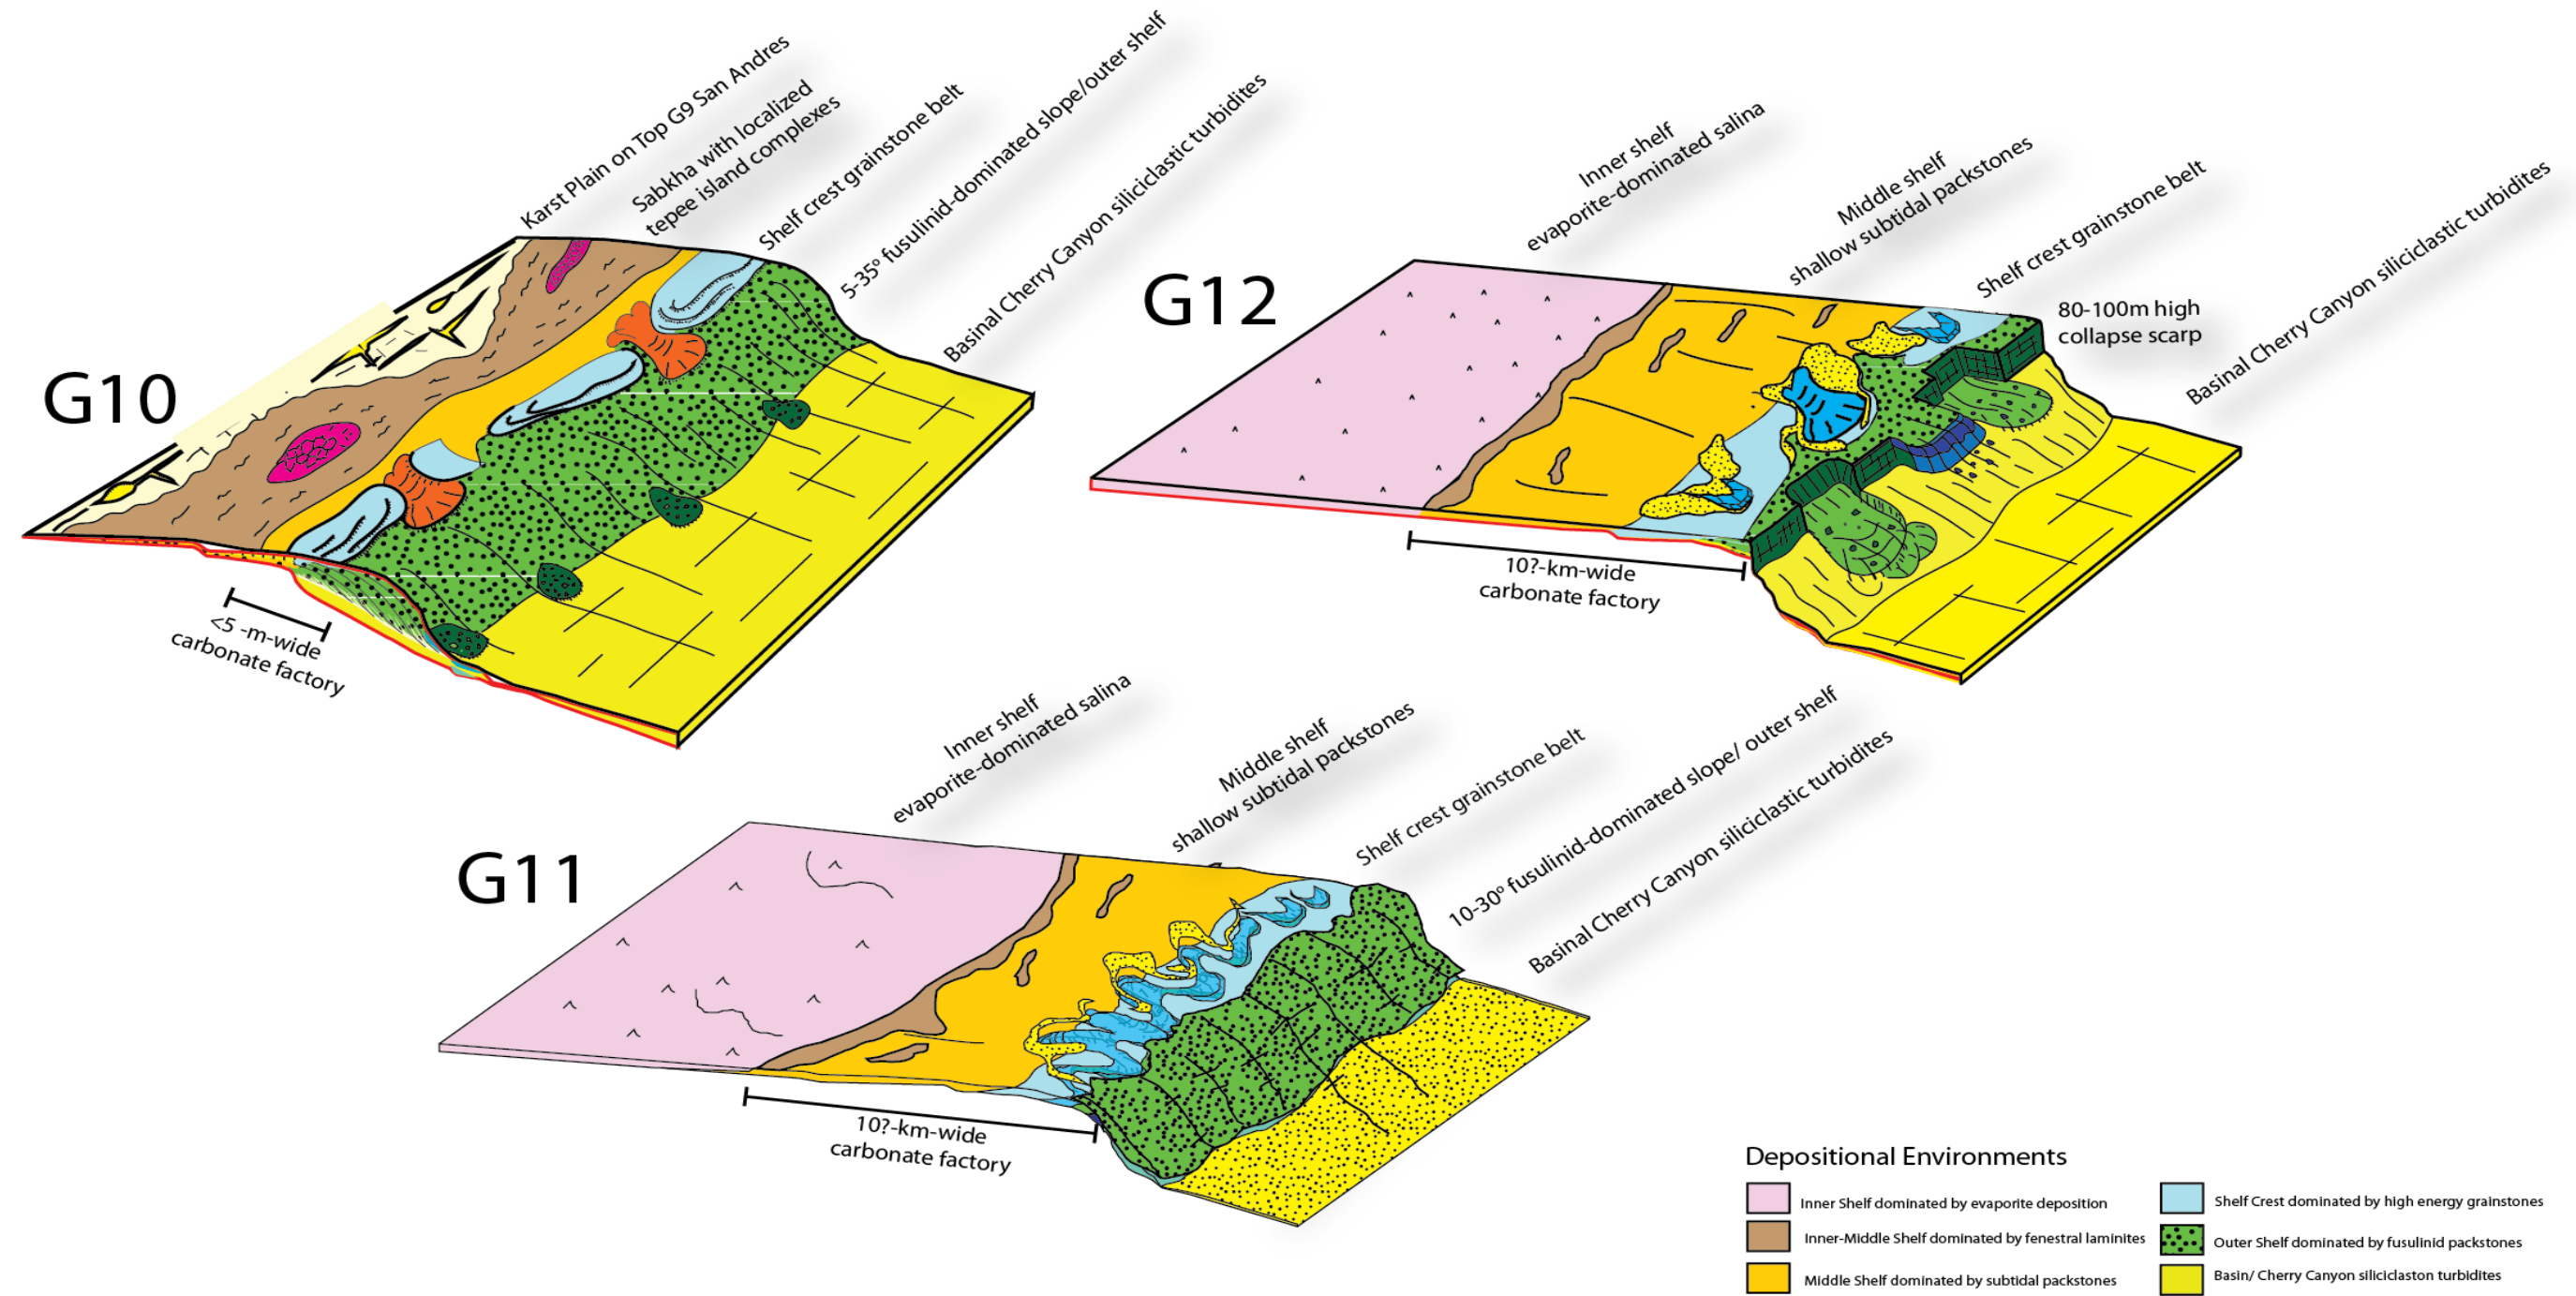 G10
Karst Plain on Top G9 San Andres
Sabkha with localized
tepee island complexes
Shelf crest grainstone belt
5-35º fusulinid-dominated slope/outer shelf
Basinal Cherry Canyon siliciclastic turbidites
<5 -m-wide
carbonate factory
G12
Inner shelf
evaporite-dominated salina
Middle shelf
shallow subtidal packstones
Shelf crest grainstone belt
80-100m high
collapse scarp
Basinal Cherry Canyon siliciclastic turbidites
10?-km-wide
carbonate factory
G11
Inner shelf
evaporite-dominated salina
Middle shelf
shallow subtidal packstones
Shelf crest grainstone belt
10-30º fusulinid-dominated slope/ outer shelf
Basinal Cherry Canyon siliciclastic turbidites
10?-km-wide
carbonate factory
Depositional Environments
Inner Shelf dominated by evaporite deposition
Inner-Middle Shelf dominated by fenestral laminites
Middle Shelf dominated by subtidal packstones
Shelf Crest dominated by high energy grainstones
Outer Shelf dominated by fusulinid packstones
Basin/ Cherry Canyon siliciclaston turbidites